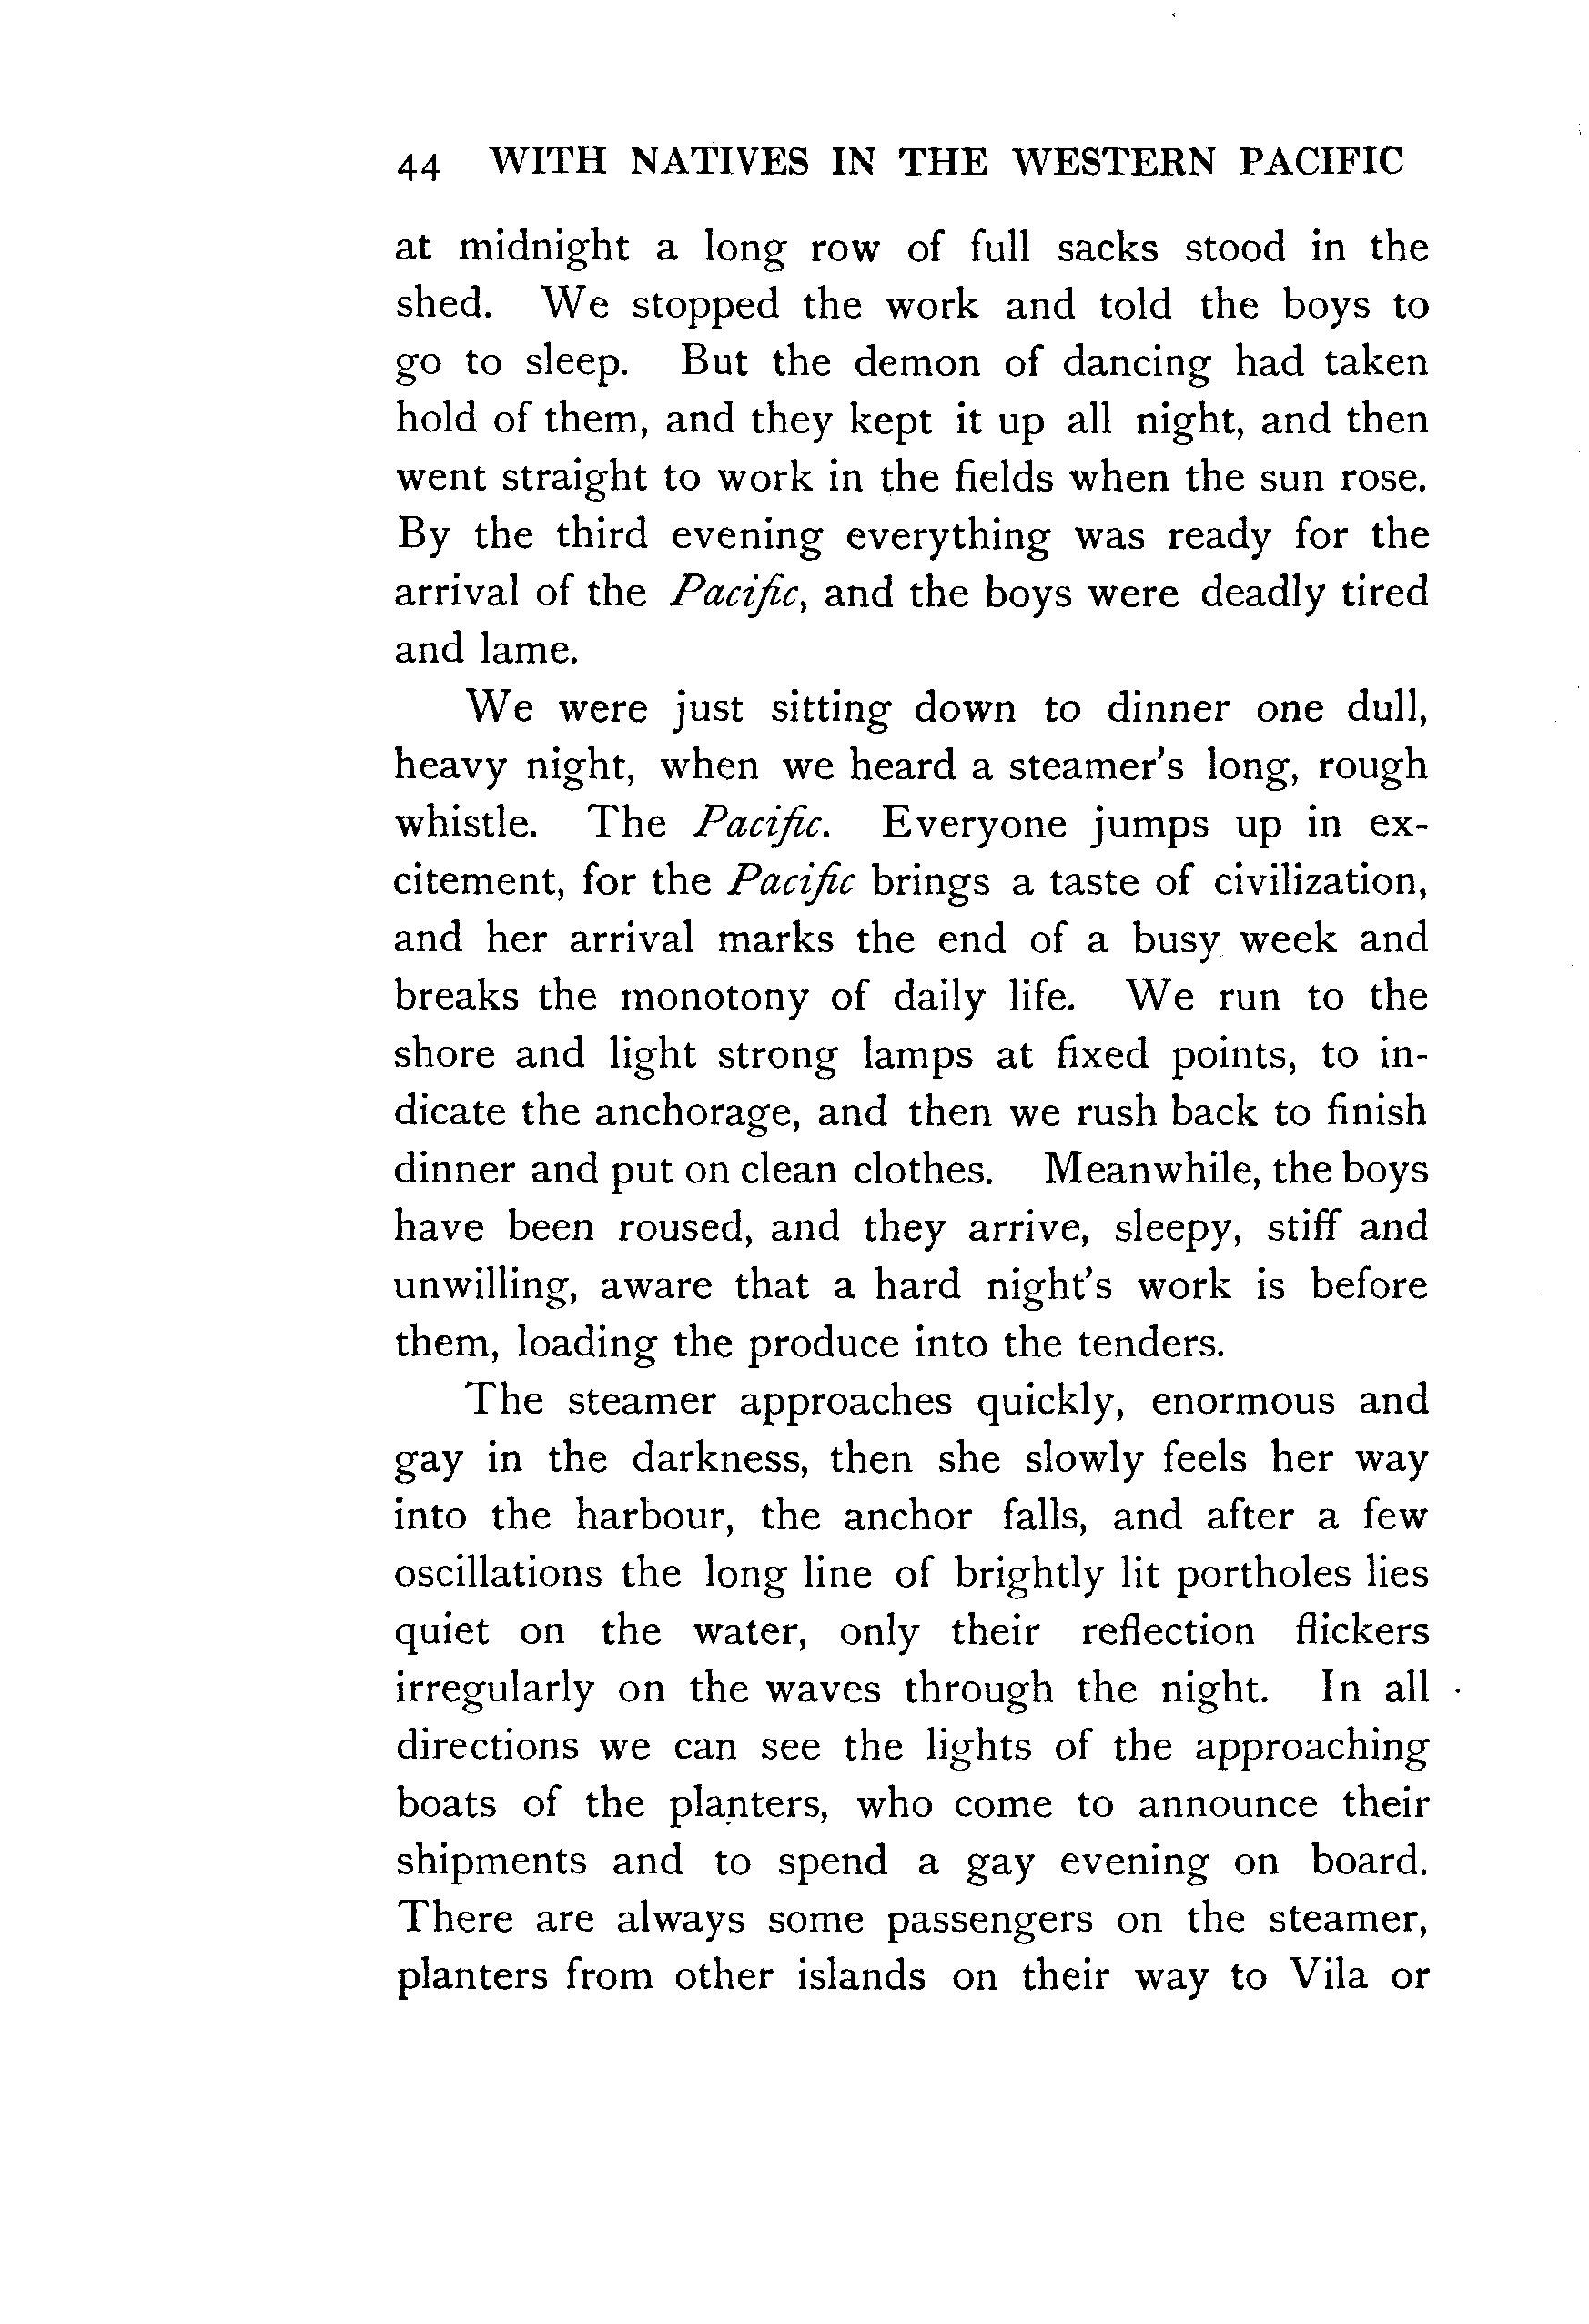 44 WITH NATIVES IN THE WESTERN PACIFIC
at midnight a long row of full sacks stood in the
shed. We stopped the work and told the boys to
go to sleep. But the demon of dancing had taken
hold of them, and they kept it up all night, and then
went straight to work in the fields when the sun rose.
By the third evening everything was ready for the
arrival of the Pacific, and the boys were deadly tired
and lame.
We were just sitting down to dinner one dull,
heavy night, when we heard a steamer's long, rough
whistle. The Pacific. Everyone jumps up in ex-
citement, for the Pacific brings a taste of civilization,
and her arrival marks the end of a busy week and
breaks the monotony of daily life. We run to the
shore and light strong lamps at fixed points, to in-
dicate the anchorage, and then we rush back to finish
dinner and put on clean clothes. Meanwhile, the boys
have been roused, and they arrive, sleepy, stiff and
unwilling, aware that a hard night's work is before
them, loading the produce into the tenders.
The steamer approaches quickly, enormous and
gay in the darkness, then she slowly feels her way
into the harbour, the anchor falls, and after a few
oscillations the long line of brightly lit portholes lies
quiet on the water, only their reflection flickers
irregularly on the waves through the night. In all
directions we can see the lights of the approaching
boats of the planters, who come to announce their
shipments and to spend a gay evening on board.
There are always some passengers on the steamer,
planters from other islands on their way to Vila or